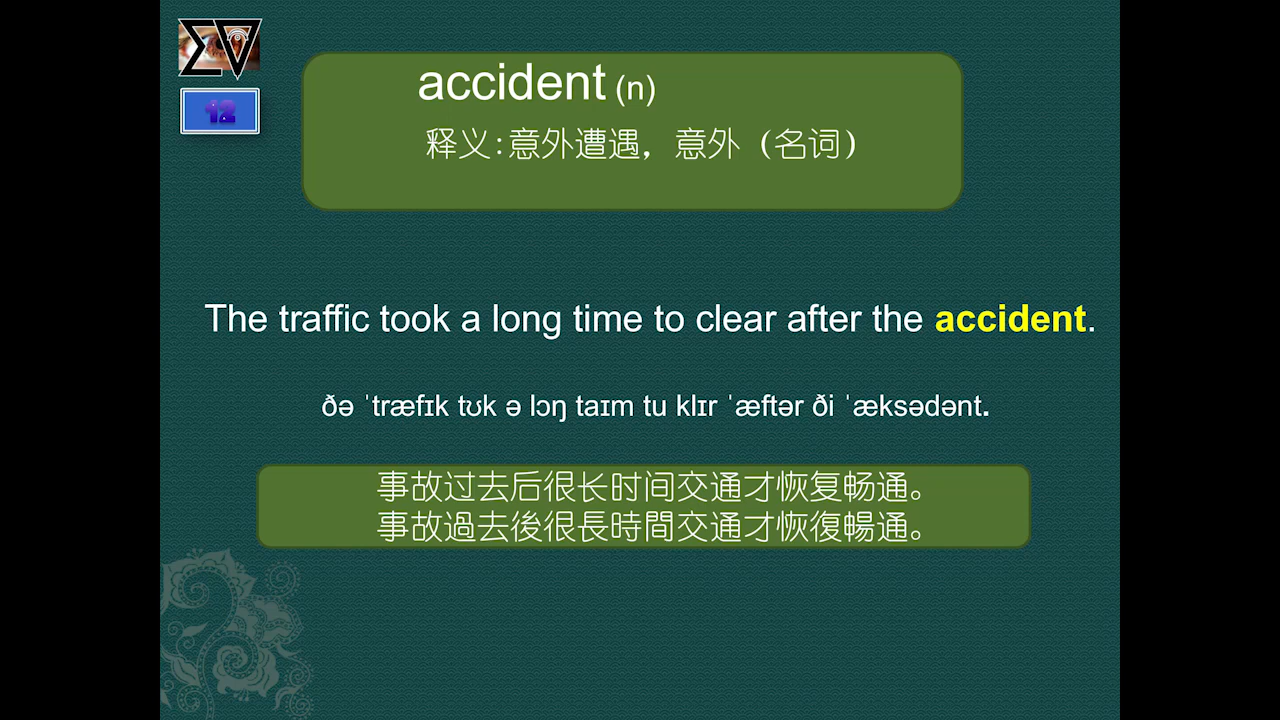 ΣV
12
accident (n)
释义:意外遭遇，意外（名词）
The traffic took a long time to clear after the accident.
ðə ˈtræfɪk tʊk ə lɔŋ taɪm tu klɪr ˈæftər ði ˈæksədənt.
事故过去后很长时间交通才恢复畅通。
事故過去後很長時間交通才恢復暢通。